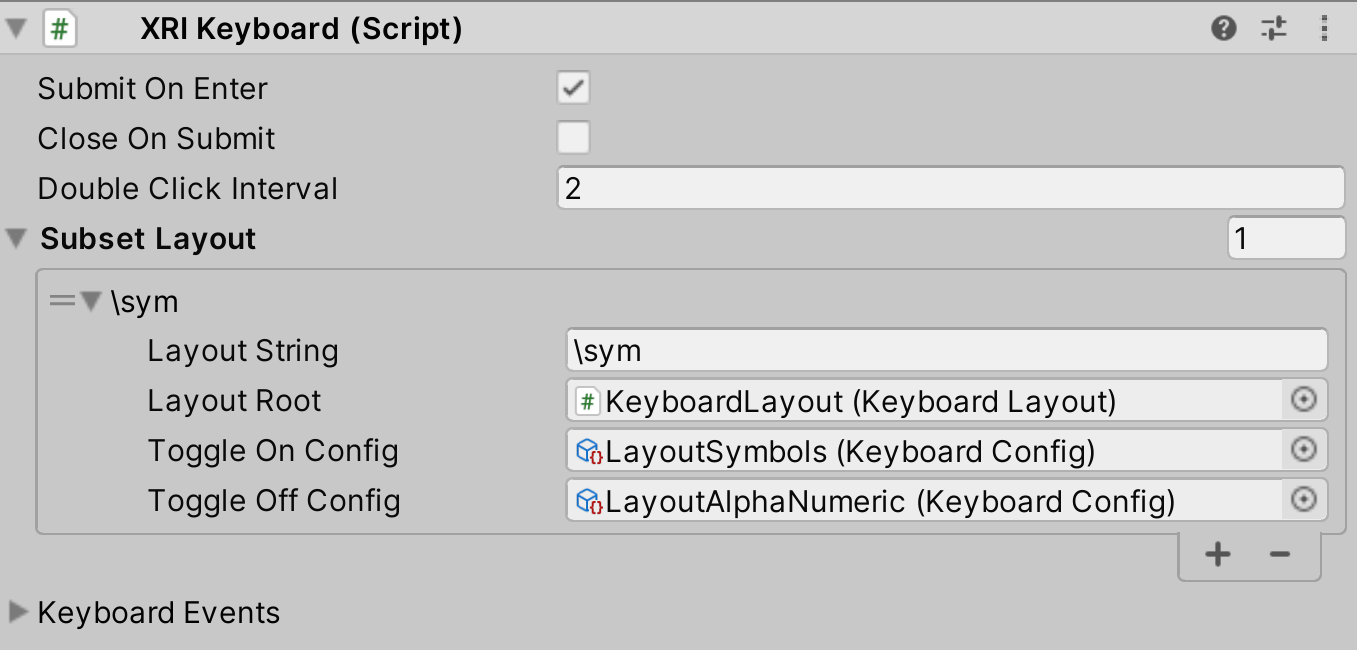 XRI Keyboard (Script)
Submit On Enter
Close On Submit
Double Click Interval 2
Subset Layout 1
\sym
Layout String \sym
Layout Root # KeyboardLayout (Keyboard Layout)
Toggle On Config {} LayoutSymbols (Keyboard Config)
Toggle Off Config {} LayoutAlphaNumeric (Keyboard Config)
+ −
Keyboard Events